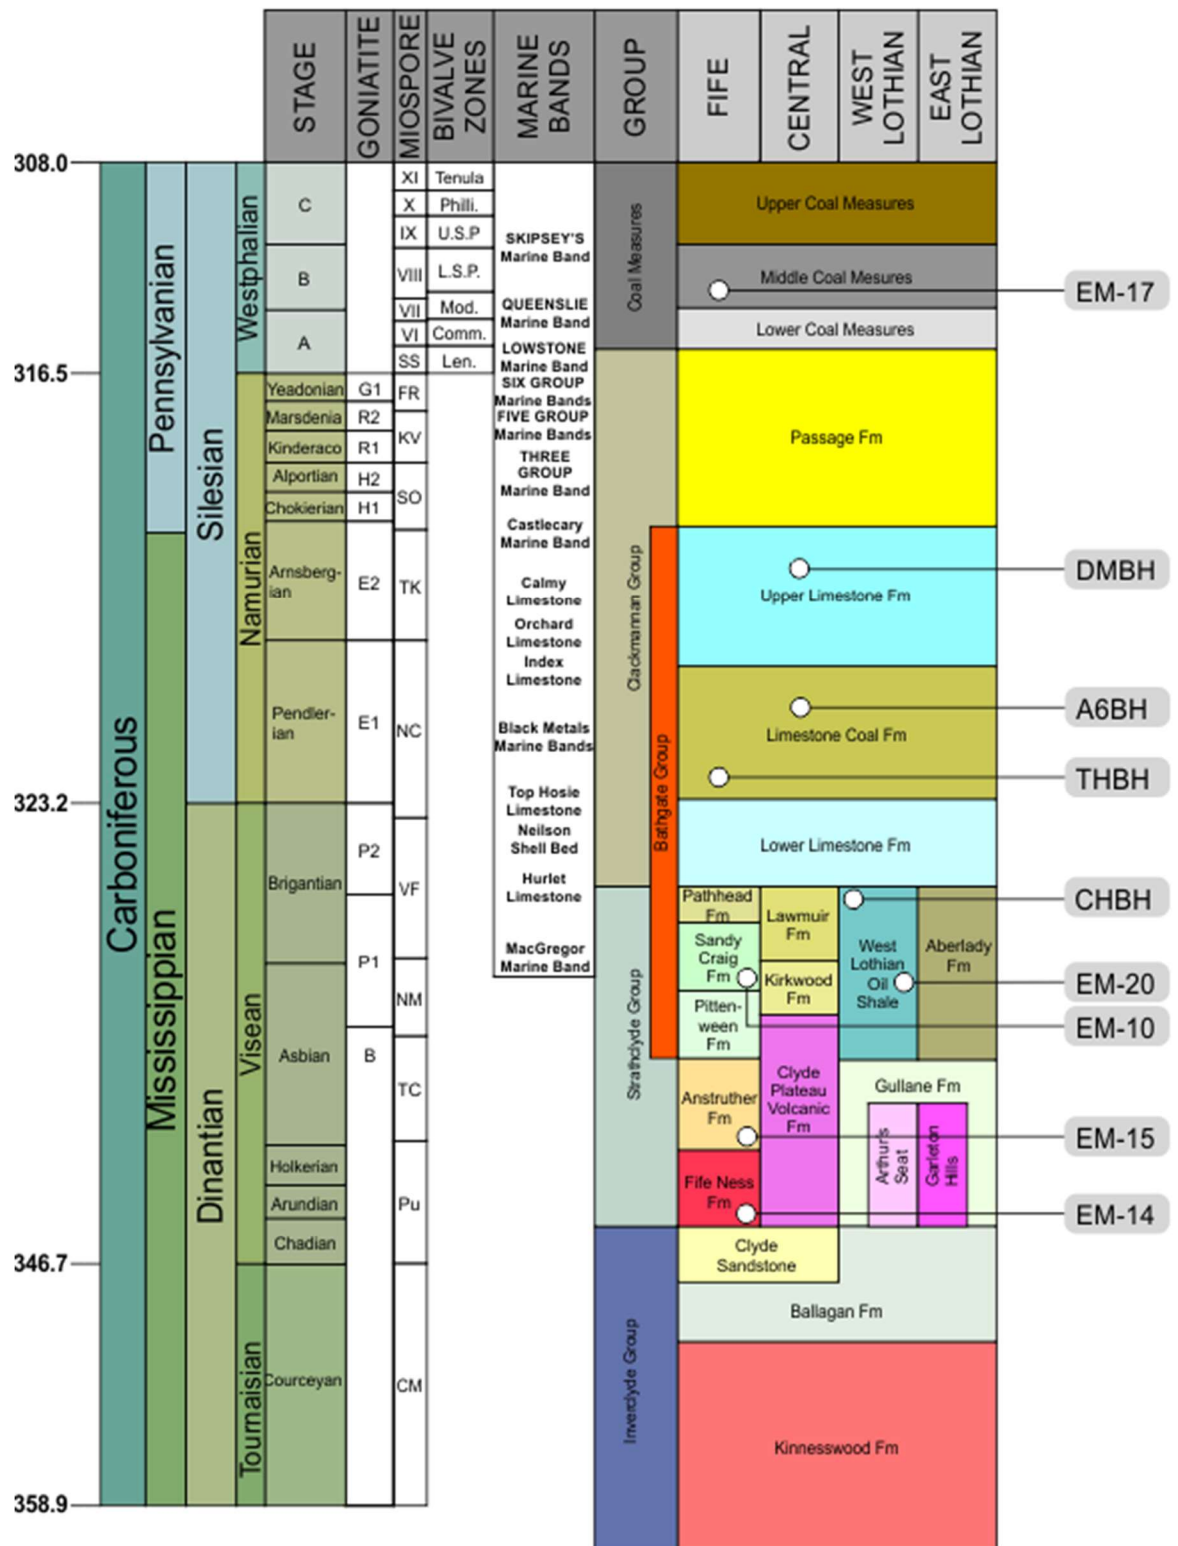 STAGE
GONIATITE
MIOSPORE
BIVALVE
ZONES
MARINE
BANDS
GROUP
FIFE
CENTRAL
WEST
LOTHIAN
EAST
LOTHIAN
308.0
316.5
323.2
346.7
358.9
Carboniferous
Pennsylvanian
Mississippian
Silesian
Dinantian
Westphalian
Namurian
Visean
Tournaisian
C
B
A
Yeadonian
Marsdenia
Kinderaco
Alportian
Chokierian
Arnsberg-
ian
Pendler-
ian
Brigantian
Asbian
Holkerian
Arundian
Chadian
Courceyan
G1
R2
R1
H2
H1
E2
E1
P2
P1
B
XI
X
IX
VIII
VII
VI
SS
FR
KV
SO
TK
NC
VF
NM
TC
Pu
CM
Tenula
Philli.
U.S.P
L.S.P.
Mod.
Comm.
Len.
SKIPSEY'S
Marine Band
QUEENSLIE
Marine Band
LOWSTONE
Marine Band
SIX GROUP
Marine Bands
FIVE GROUP
Marine Bands
THREE
GROUP
Marine Band
Castlecary
Marine Band
Calmy
Limestone
Orchard
Limestone
Index
Limestone
Black Metals
Marine Bands
Top Hosie
Limestone
Neilson
Shell Bed
Hurlet
Limestone
MacGregor
Marine Band
Coal Measures
Clackmannan Group
Bathgate Group
Strathclyde Group
Inverclyde Group
Upper Coal Measures
Middle Coal Mesures
Lower Coal Measures
Passage Fm
Upper Limestone Fm
Limestone Coal Fm
Lower Limestone Fm
Pathhead
Fm
Sandy
Craig
Fm
Pitten-
ween
Fm
Anstruther
Fm
Fife Ness
Fm
Lawmuir
Fm
Kirkwood
Fm
Clyde
Plateau
Volcanic
Fm
West
Lothian
Oil
Shale
Aberlady
Fm
Gullane Fm
Arthur's
Seat
Garleton
Hills
Clyde
Sandstone
Ballagan Fm
Kinnesswood Fm
EM-17
DMBH
A6BH
THBH
CHBH
EM-20
EM-10
EM-15
EM-14